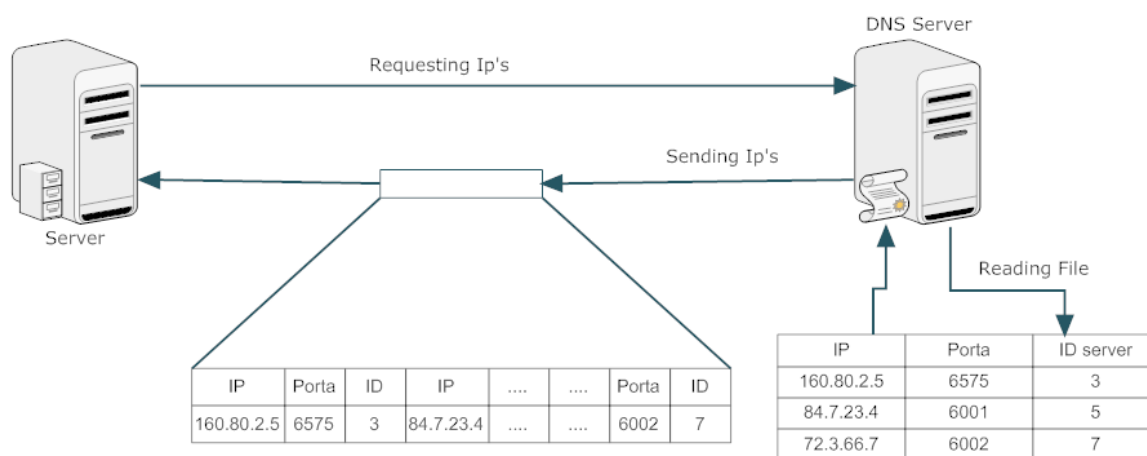 DNS Server
Requesting Ip's
Sending Ip's
Server
Reading File
IP Porta ID server
160.80.2.5 6575 3
84.7.23.4 6001 5
72.3.66.7 6002 7
IP Porta ID IP .... .... Porta ID
160.80.2.5 6575 3 84.7.23.4 .... .... 6002 7